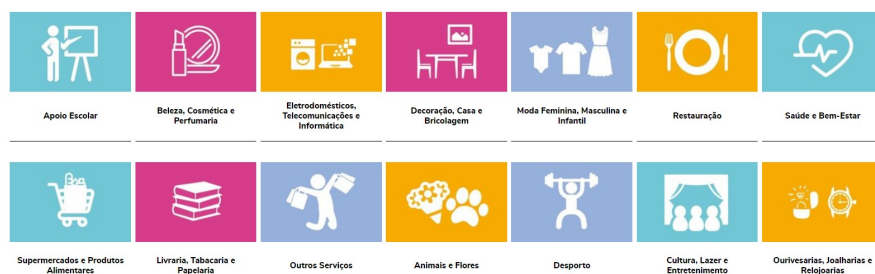 Apoio Escolar
Beleza, Cosmética e
Perfumaria
Eletrodomésticos,
Telecomunicações e
Informática
Decoração, Casa e
Bricolagem
Moda Feminina, Masculina e
Infantil
Restauração
Saúde e Bem-Estar
Supermercados e Produtos
Alimentares
Livraria, Tabacaria e
Papelaria
Outros Serviços
Animais e Flores
Desporto
Cultura, Lazer e
Entretenimento
Ourivesarias, Joalharias e
Relojoarias